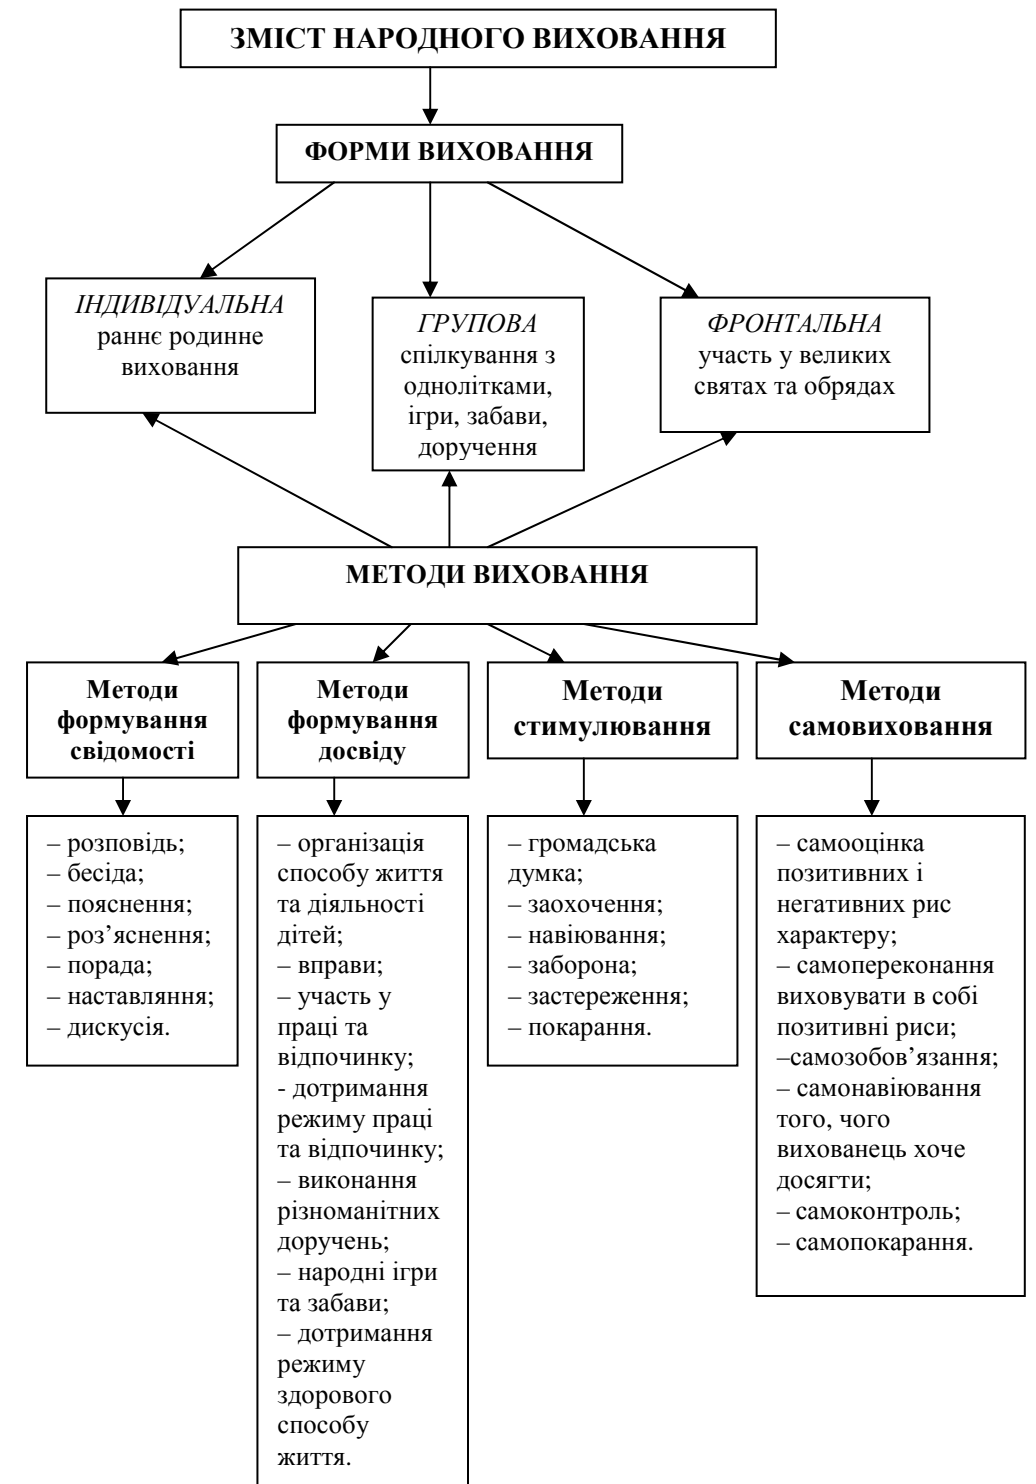 ЗМІСТ НАРОДНОГО ВИХОВАННЯ
ФОРМИ ВИХОВАННЯ
ІНДИВІДУАЛЬНА
раннє родинне
виховання
ГРУПОВА
спілкування з
однолітками,
ігри, забави,
доручення
ФРОНТАЛЬНА
участь у великих
святах та обрядах
МЕТОДИ ВИХОВАННЯ
Методи
формування
свідомості
Методи
формування
досвіду
Методи
стимулювання
Методи
самовиховання
– розповідь;
– бесіда;
– пояснення;
– роз’яснення;
– порада;
– наставляння;
– дискусія.
– організація
способу життя
та діяльності
дітей;
– вправи;
– участь у
праці та
відпочинку;
- дотримання
режиму праці
та відпочинку;
– виконання
різноманітних
доручень;
– народні ігри
та забави;
– дотримання
режиму
здорового
способу
життя.
– громадська
думка;
– заохочення;
– навіювання;
– заборона;
– застереження;
– покарання.
– самооцінка
позитивних і
негативних рис
характеру;
– самопереконання
виховувати в собі
позитивні риси;
–самозобов’язання;
– самонавіювання
того, чого
вихованець хоче
досягти;
– самоконтроль;
– самопокарання.